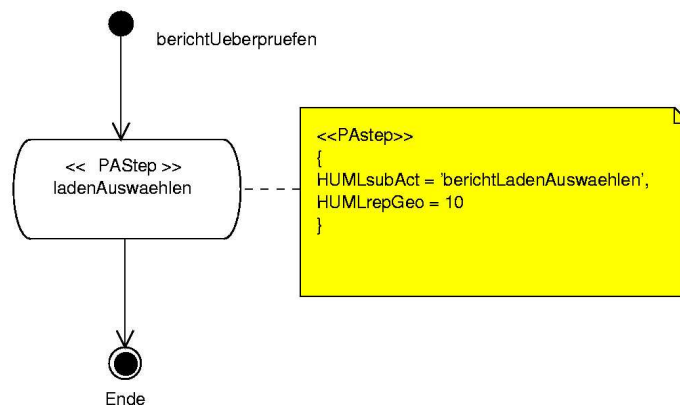 berichtUeberpruefen
<< PAStep >>
ladenAuswaehlen
<<PAstep>>
{
HUMLsubAct = 'berichtLadenAuswaehlen',
HUMLrepGeo = 10
}
Ende